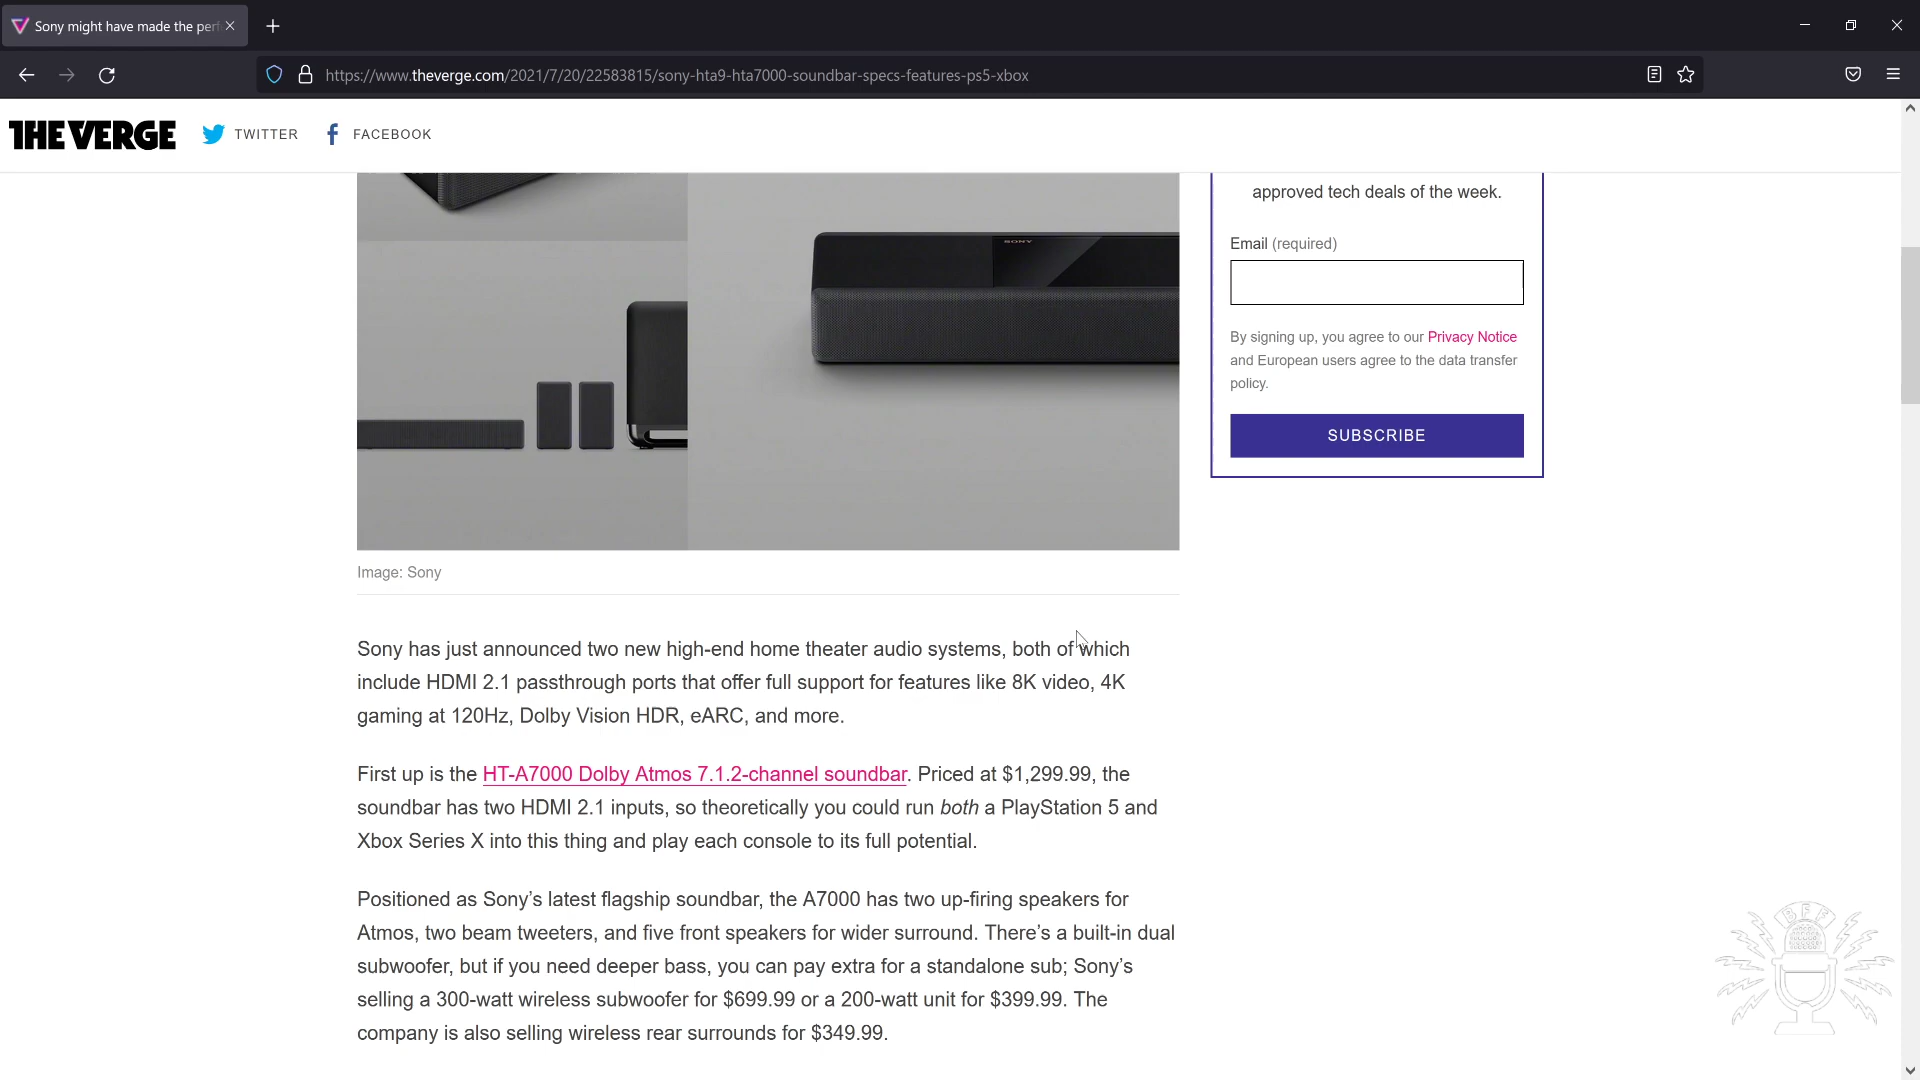 Sony might have made the perf
https://www.theverge.com/2021/7/20/22583815/sony-hta9-hta7000-soundbar-specs-features-ps5-xbox
THE VERGE
TWITTER
FACEBOOK
SONY
approved tech deals of the week.
Email (required)
By signing up, you agree to our Privacy Notice
and European users agree to the data transfer
policy.
SUBSCRIBE
Image: Sony
Sony has just announced two new high-end home theater audio systems, both of which
include HDMI 2.1 passthrough ports that offer full support for features like 8K video, 4K
gaming at 120Hz, Dolby Vision HDR, eARC, and more.
First up is the HT-A7000 Dolby Atmos 7.1.2-channel soundbar. Priced at $1,299.99, the
soundbar has two HDMI 2.1 inputs, so theoretically you could run both a PlayStation 5 and
Xbox Series X into this thing and play each console to its full potential.
Positioned as Sony’s latest flagship soundbar, the A7000 has two up-firing speakers for
Atmos, two beam tweeters, and five front speakers for wider surround. There’s a built-in dual
subwoofer, but if you need deeper bass, you can pay extra for a standalone sub; Sony’s
selling a 300-watt wireless subwoofer for $699.99 or a 200-watt unit for $399.99. The
company is also selling wireless rear surrounds for $349.99.
BFF